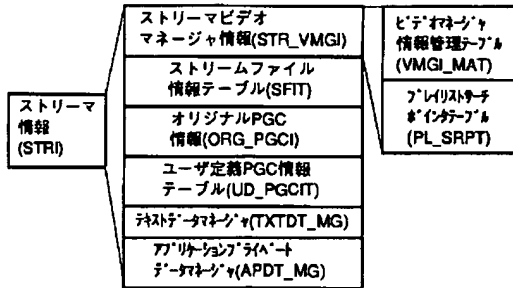 ストリーマ
情報
(STRI)
ストリーマビデオ
マネージャ情報(STR_VMGI)
ストリームファイル
情報テーブル(SFIT)
オリジナルPGC
情報(ORG_PGCI)
ユーザ定義PGC情報
テーブル(UD_PGCIT)
ﾃｷｽﾄﾃﾞｰﾀﾏﾈｰｼﾞｬ(TXTDT_MG)
ｱﾌﾟﾘｹｰｼｮﾝﾌﾟﾗｲﾍﾞｰﾄ
ﾃﾞｰﾀﾏﾈｰｼﾞｬ(APDT_MG)
ﾋﾞﾃﾞｵﾏﾈｰｼﾞｬ
情報管理ﾃｰﾌﾞﾙ
(VMGI_MAT)
ﾌﾟﾚｲﾘｽﾄｻｰﾁ
ﾎﾟｲﾝﾀﾃｰﾌﾞﾙ
(PL_SRPT)